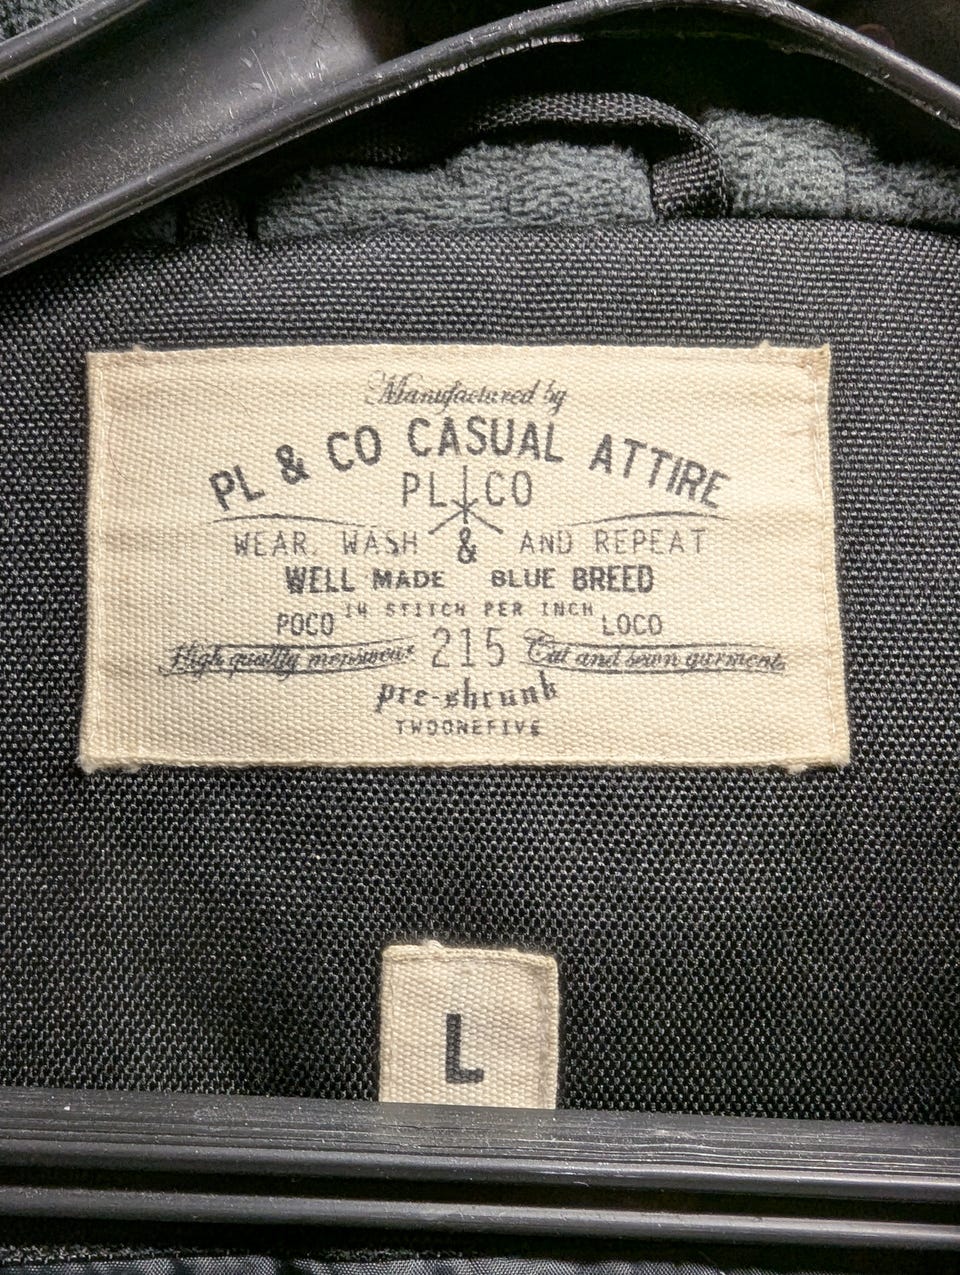 Manufactured by
PL & CO CASUAL ATTIRE
PL CO
WEAR, WASH & AND REPEAT
WELL MADE BLUE BREED
14 STITCH PER INCH
POCO LOCO
High quality menswear 215 Cut and sewn garments
pre-shrunk
TWOONEFIVE
L